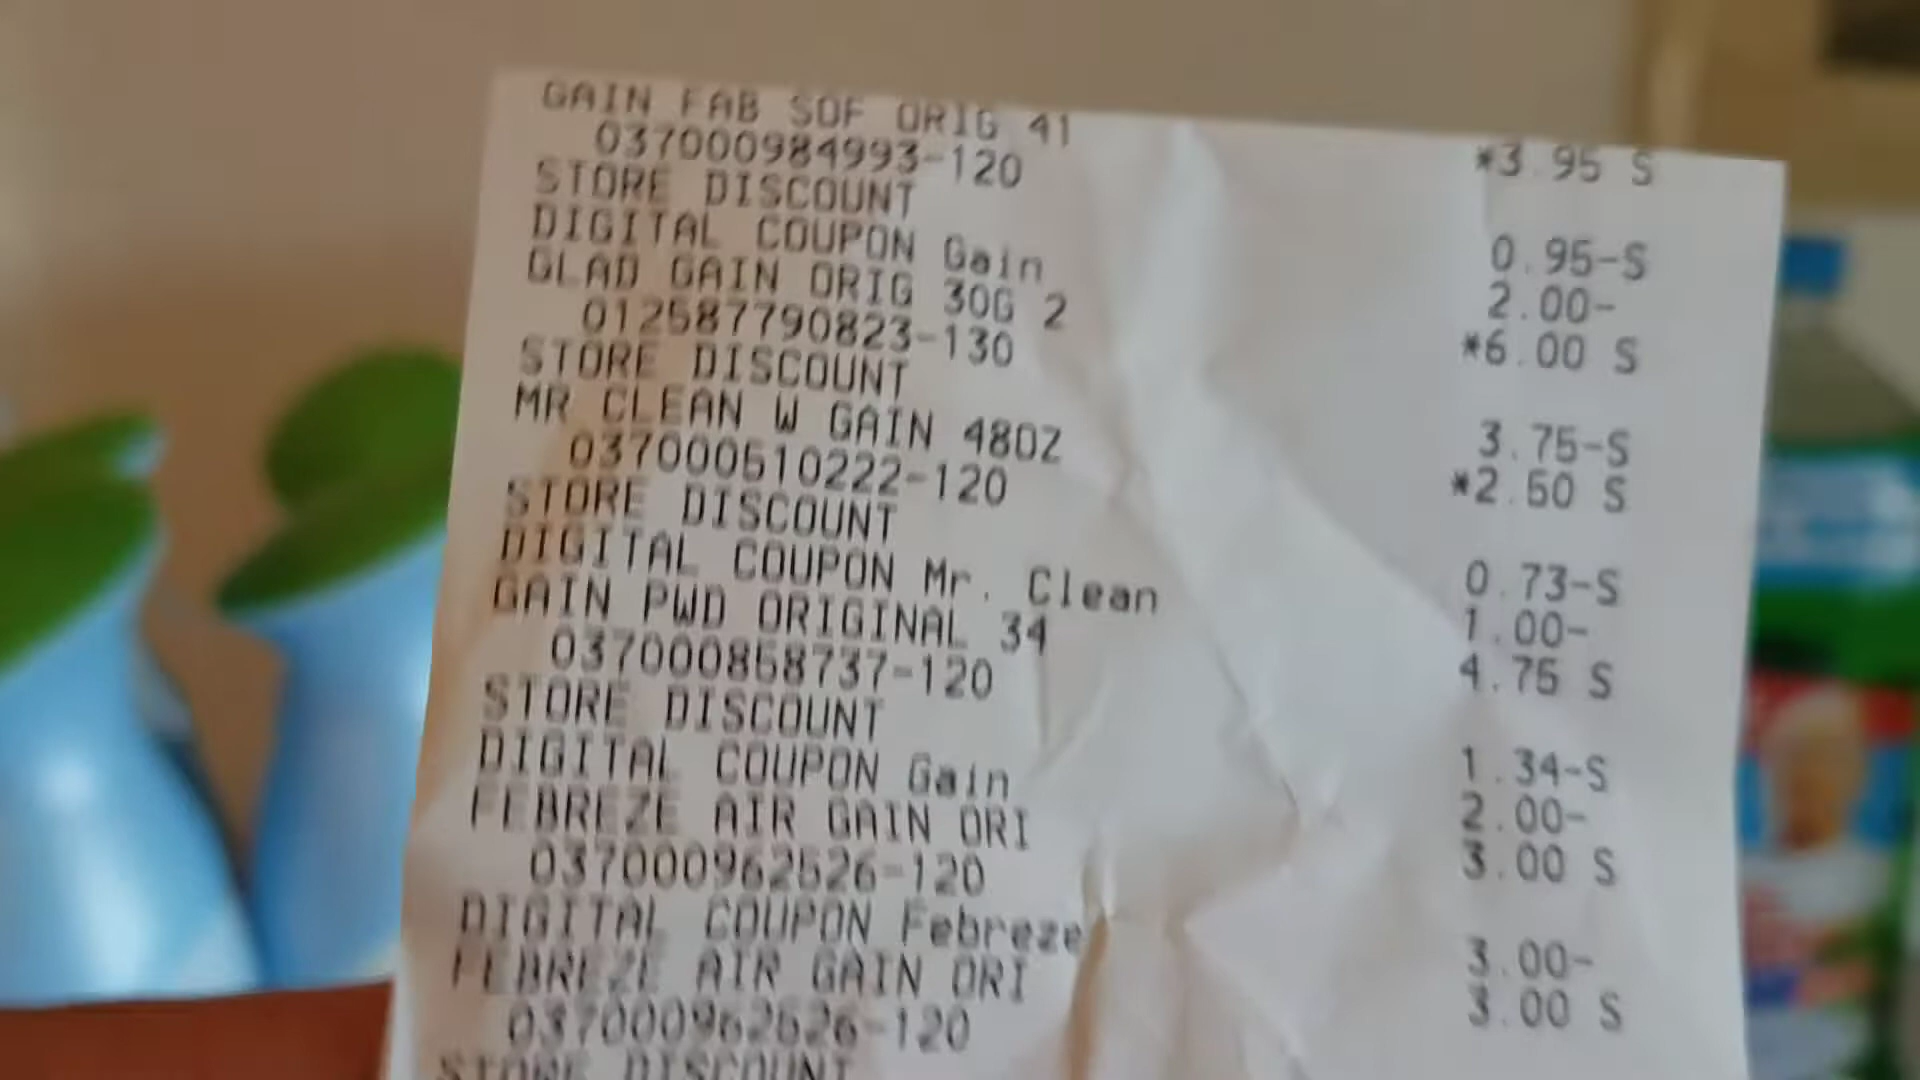 GAIN FAB SOF ORIG 41
037000984993-120 *3.95 S
STORE DISCOUNT 0.95-S
DIGITAL COUPON Gain 2.00-
GLAD GAIN ORIG 30G 2 *6.00 S
012587790823-130
STORE DISCOUNT 3.75-S
MR CLEAN W GAIN 48OZ *2.50 S
037000510222-120
STORE DISCOUNT 0.73-S
DIGITAL COUPON Mr. Clean 1.00-
GAIN PWD ORIGINAL 34 4.75 S
037000858737-120
STORE DISCOUNT 1.34-S
DIGITAL COUPON Gain 2.00-
FEBREZE AIR GAIN ORI 3.00 S
037000962526-120
DIGITAL COUPON Febreze 3.00-
FEBREZE AIR GAIN ORI 3.00 S
037000962526-120
STORE DISCOUNT